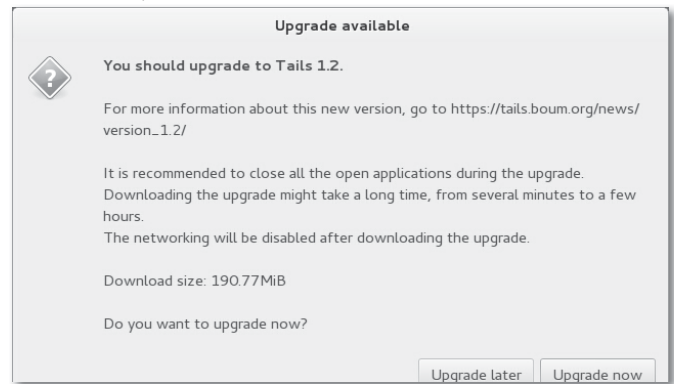 Upgrade available
You should upgrade to Tails 1.2.
For more information about this new version, go to https://tails.boum.org/news/
version_1.2/
It is recommended to close all the open applications during the upgrade.
Downloading the upgrade might take a long time, from several minutes to a few
hours.
The networking will be disabled after downloading the upgrade.
Download size: 190.77MiB
Do you want to upgrade now?
Upgrade later Upgrade now